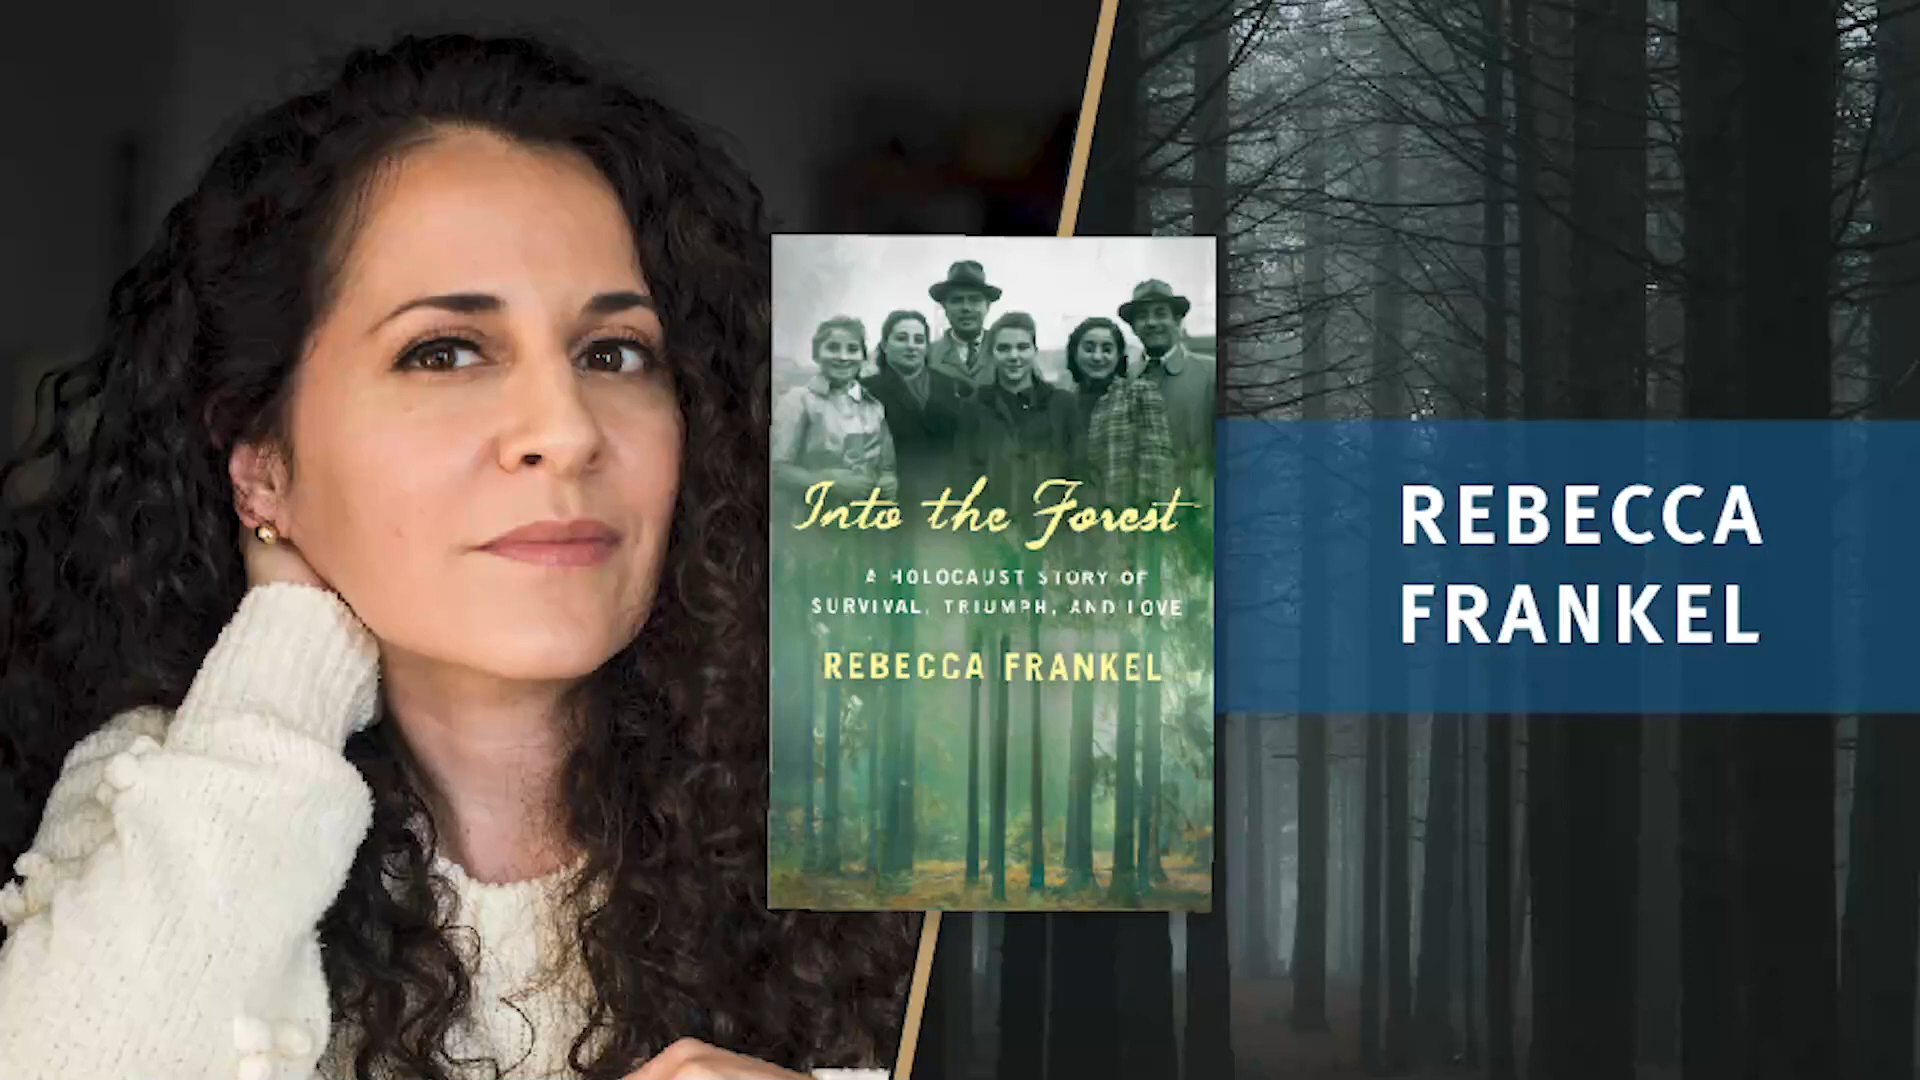 Into the Forest
A HOLOCAUST STORY OF
SURVIVAL, TRIUMPH, AND LOVE
REBECCA FRANKEL
REBECCA
FRANKEL